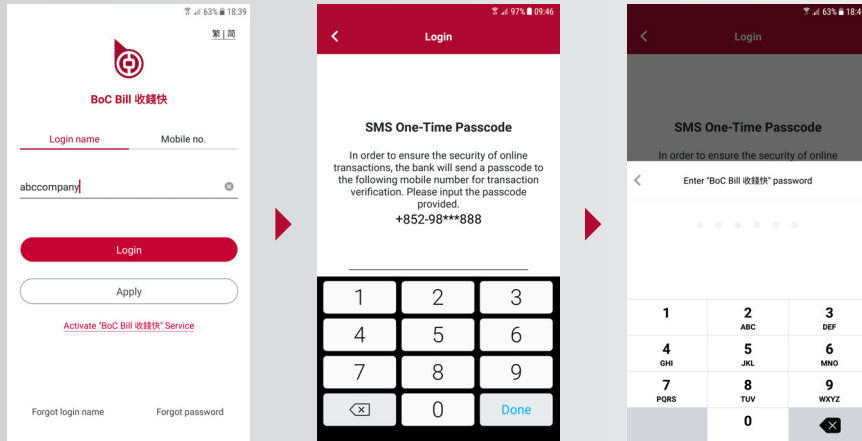 63% 18:39
繁 | 简
BoC Bill 收錢快
Login name
Mobile no.
abccompany
Login
Apply
Activate "BoC Bill 收錢快" Service
Forgot login name
Forgot password
97% 09:46
Login
SMS One-Time Passcode
In order to ensure the security of online
transactions, the bank will send a passcode to
the following mobile number for transaction
verification. Please input the passcode
provided.
+852-98***888
1
2
3
4
5
6
7
8
9
0
Done
63% 18:4
Login
SMS One-Time Passcode
In order to ensure the security of online
Enter "BoC Bill 收錢快" password
1
2
ABC
3
DEF
4
GHI
5
JKL
6
MNO
7
PQRS
8
TUV
9
WXYZ
0